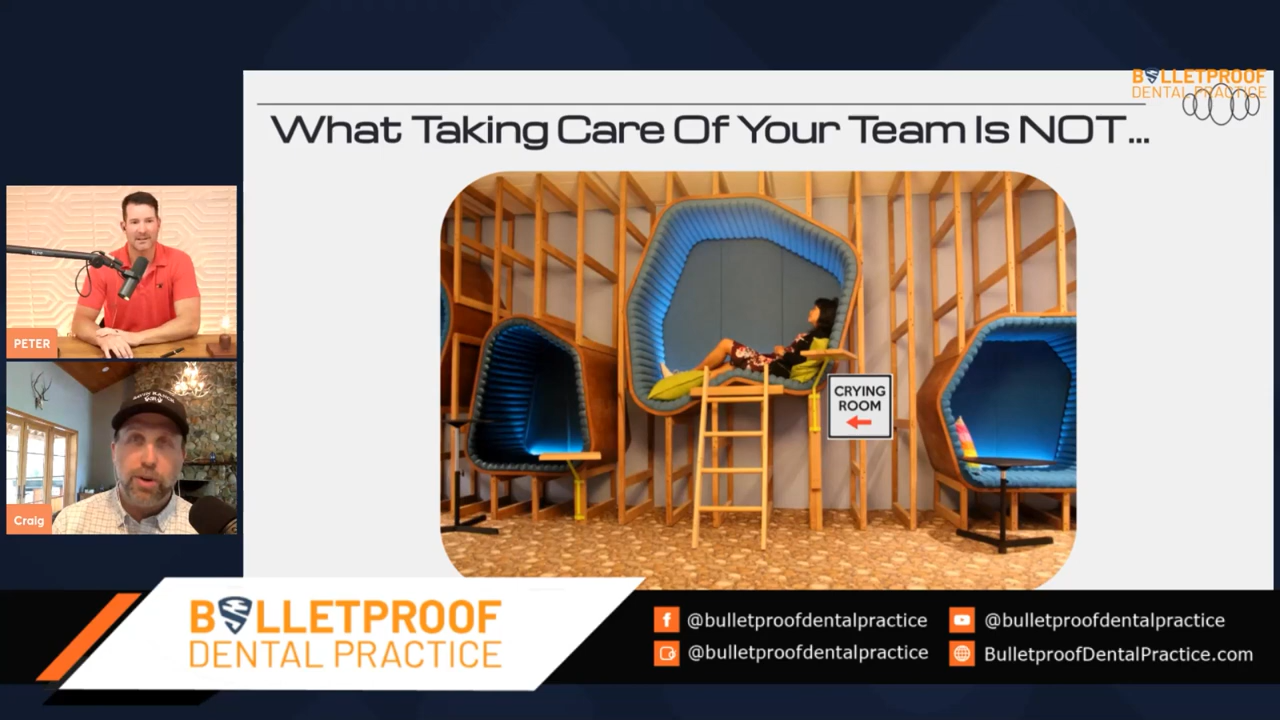 BULLETPROOF
DENTAL PRACTICE
What Taking Care Of Your Team Is NOT...
PETER
CRYING
ROOM
Craig
BULLETPROOF
DENTAL PRACTICE
@bulletproofdentalpractice
@bulletproofdentalpractice
@bulletproofdentalpractice
BulletproofDentalPractice.com